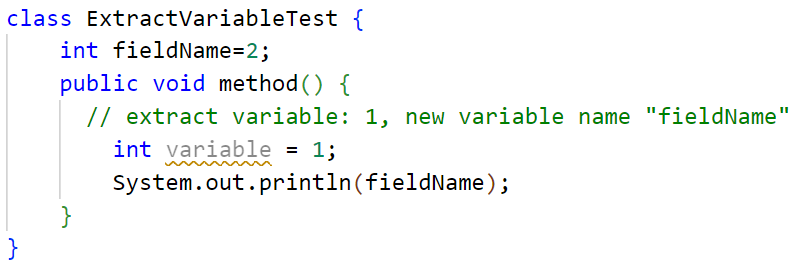 class ExtractVariableTest {
int fieldName=2;
public void method() {
// extract variable: 1, new variable name "fieldName"
int variable = 1;
System.out.println(fieldName);
}
}